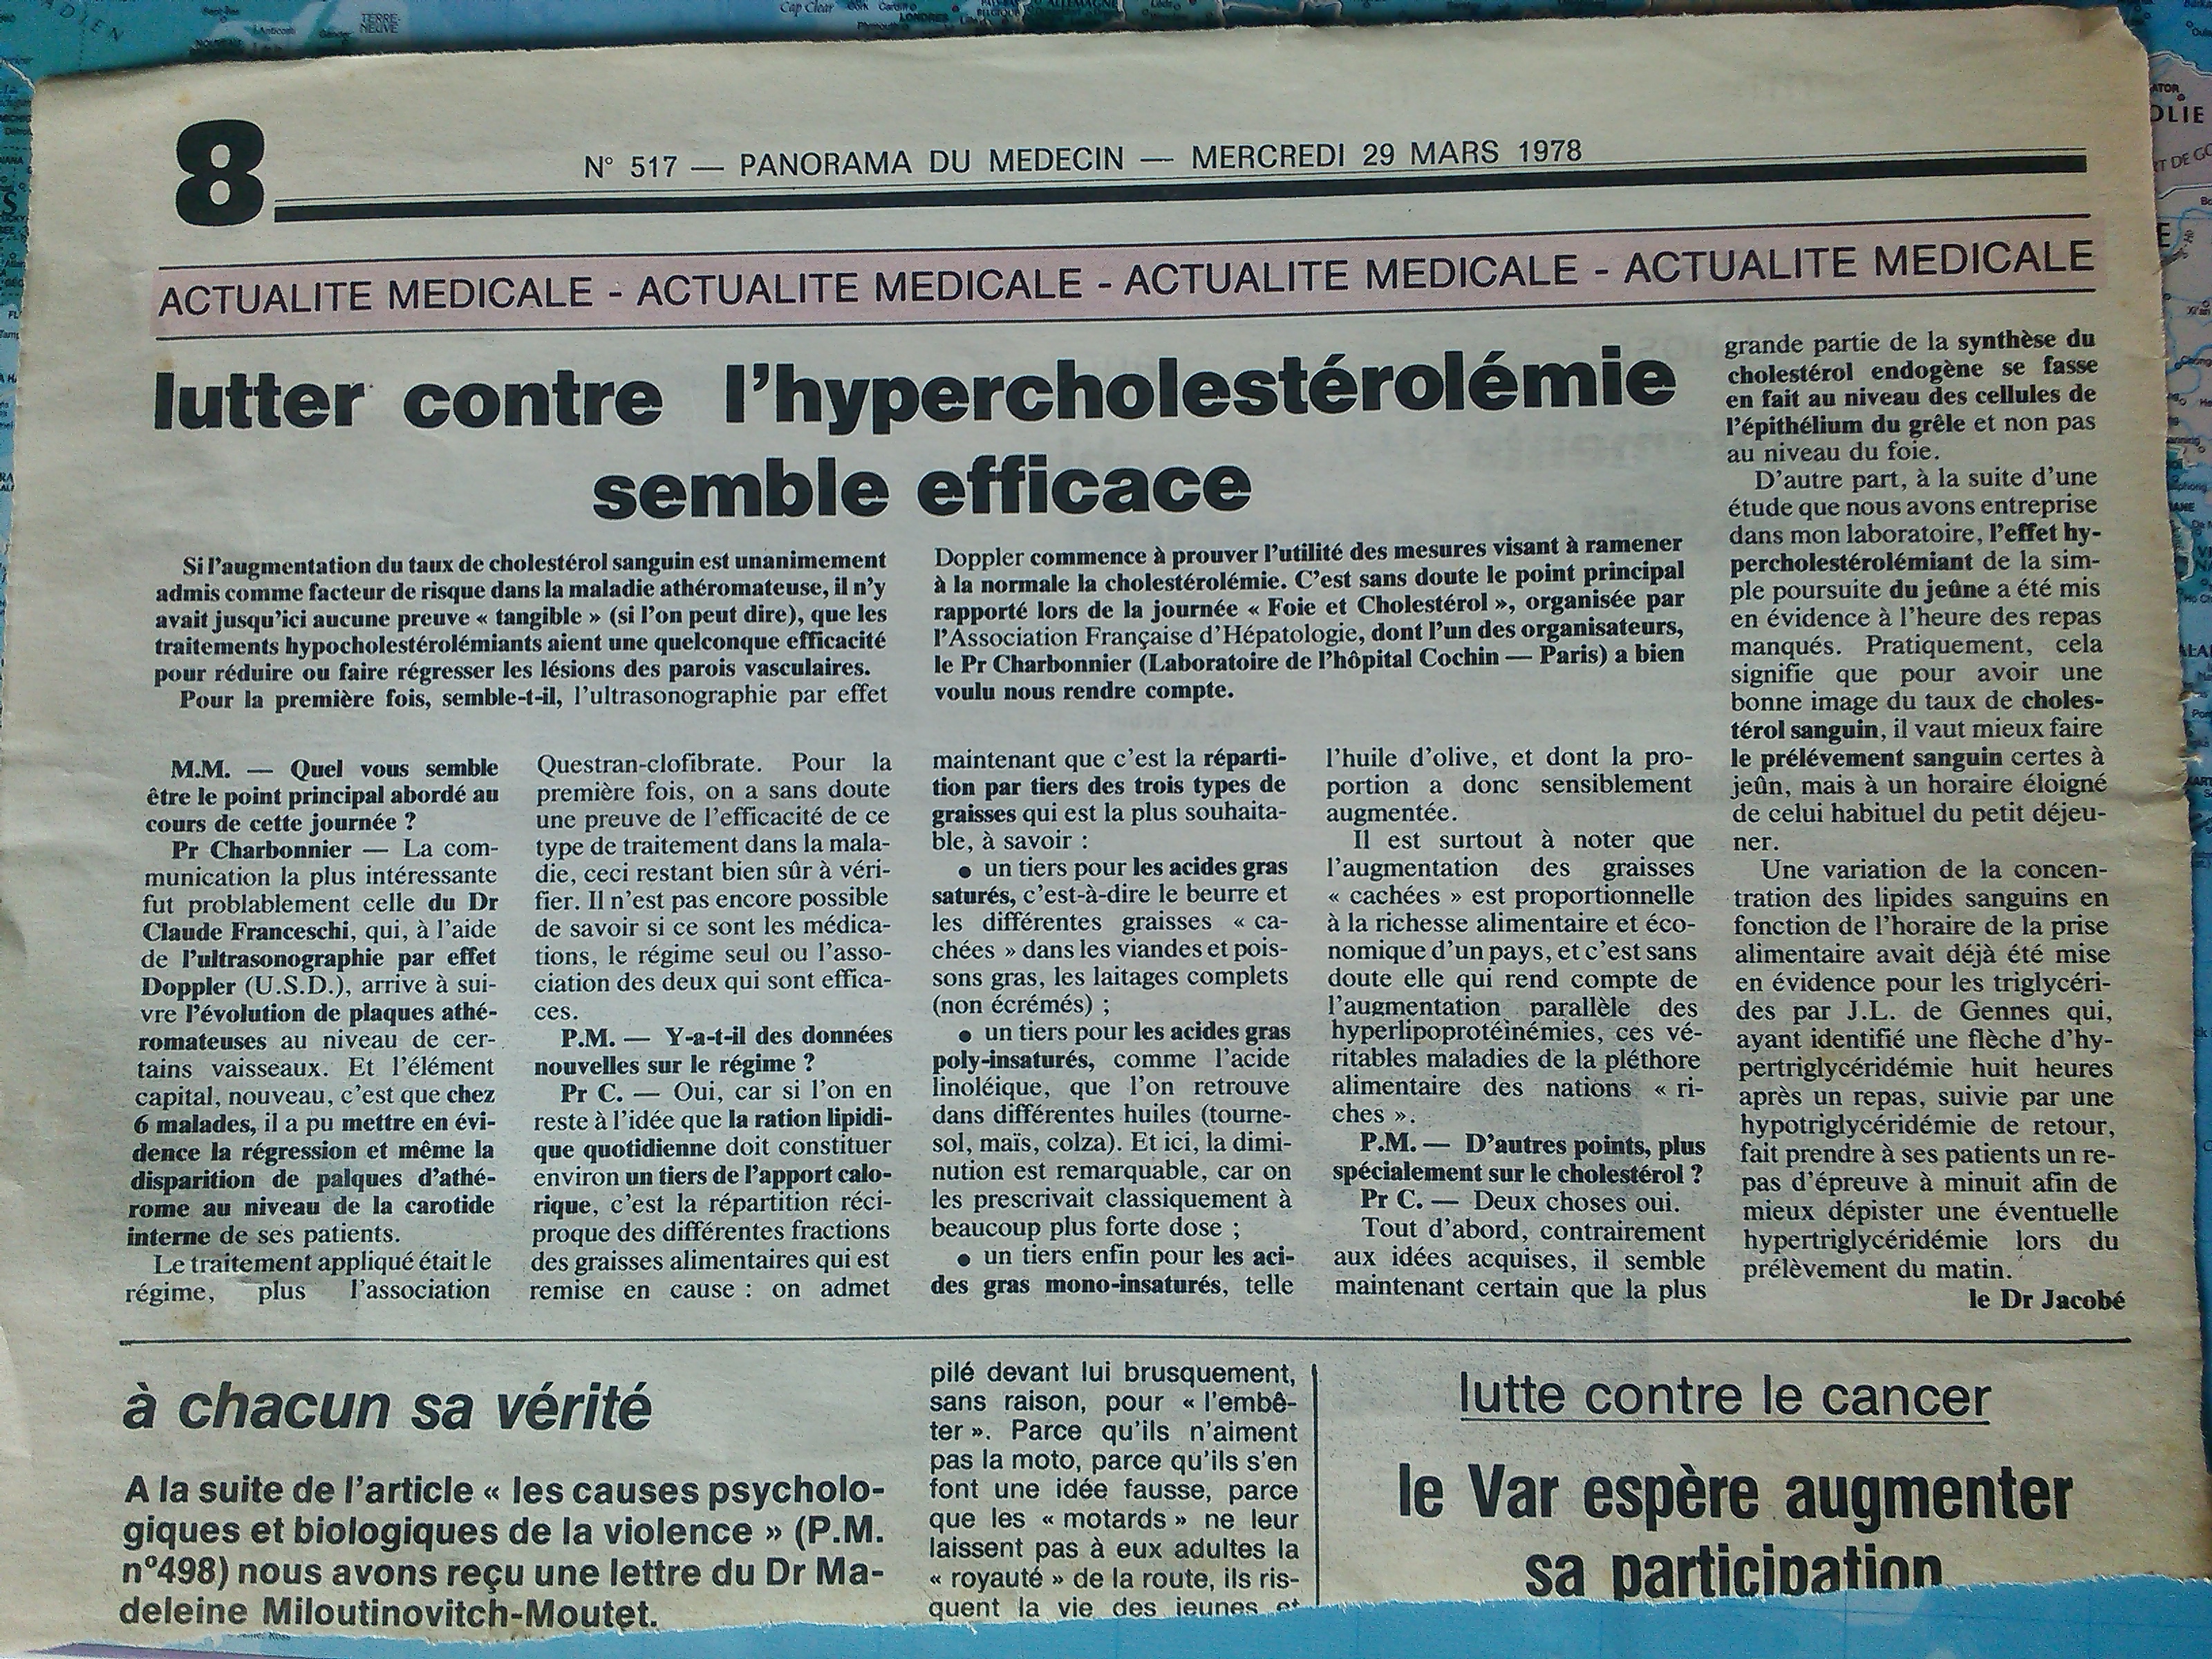 8
N° 517 — PANORAMA DU MEDECIN — MERCREDI 29 MARS 1978
ACTUALITE MEDICALE - ACTUALITE MEDICALE - ACTUALITE MEDICALE - ACTUALITE MEDICALE
lutter contre l'hypercholestérolémie
semble efficace
Si l'augmentation du taux de cholestérol sanguin est unanimement
admis comme facteur de risque dans la maladie athéromateuse, il n'y
avait jusqu'ici aucune preuve « tangible » (si l'on peut dire), que les
traitements hypocholestérolémiants aient une quelconque efficacité
pour réduire ou faire régresser les lésions des parois vasculaires.
Pour la première fois, semble-t-il, l'ultrasonographie par effet
Doppler commence à prouver l'utilité des mesures visant à ramener
à la normale la cholestérolémie. C'est sans doute le point principal
rapporté lors de la journée « Foie et Cholestérol », organisée par
l'Association Française d'Hépatologie, dont l'un des organisateurs,
le Pr Charbonnier (Laboratoire de l'hôpital Cochin — Paris) a bien
voulu nous rendre compte.
M.M. — Quel vous semble
être le point principal abordé au
cours de cette journée ?
Pr Charbonnier — La com-
munication la plus intéressante
fut problablement celle du Dr
Claude Franceschi, qui, à l'aide
de l'ultrasonographie par effet
Doppler (U.S.D.), arrive à sui-
vre l'évolution de plaques athé-
romateuses au niveau de cer-
tains vaisseaux. Et l'élément
capital, nouveau, c'est que chez
6 malades, il a pu mettre en évi-
dence la régression et même la
disparition de palques d'athé-
rome au niveau de la carotide
interne de ses patients.
Le traitement appliqué était le
régime, plus l'association
Questran-clofibrate. Pour la
première fois, on a sans doute
une preuve de l'efficacité de ce
type de traitement dans la mala-
die, ceci restant bien sûr à véri-
fier. Il n'est pas encore possible
de savoir si ce sont les médica-
tions, le régime seul ou l'asso-
ciation des deux qui sont effica-
ces.
P.M. — Y-a-t-il des données
nouvelles sur le régime ?
Pr C. — Oui, car si l'on en
reste à l'idée que la ration lipidi-
que quotidienne doit constituer
environ un tiers de l'apport calo-
rique, c'est la répartition réci-
proque des différentes fractions
des graisses alimentaires qui est
remise en cause : on admet
maintenant que c'est la réparti-
tion par tiers des trois types de
graisses qui est la plus souhaita-
ble, à savoir :
● un tiers pour les acides gras
saturés, c'est-à-dire le beurre et
les différentes graisses « ca-
chées » dans les viandes et pois-
sons gras, les laitages complets
(non écrémés) ;
● un tiers pour les acides gras
poly-insaturés, comme l'acide
linoléique, que l'on retrouve
dans différentes huiles (tourne-
sol, maïs, colza). Et ici, la dimi-
nution est remarquable, car on
les prescrivait classiquement à
beaucoup plus forte dose ;
● un tiers enfin pour les aci-
des gras mono-insaturés, telle
l'huile d'olive, et dont la pro-
portion a donc sensiblement
augmentée.
Il est surtout à noter que
l'augmentation des graisses
« cachées » est proportionnelle
à la richesse alimentaire et éco-
nomique d'un pays, et c'est sans
doute elle qui rend compte de
l'augmentation parallèle des
hyperlipoprotéinémies, ces vé-
ritables maladies de la pléthore
alimentaire des nations « ri-
ches ».
P.M. — D'autres points, plus
spécialement sur le cholestérol ?
Pr C. — Deux choses oui.
Tout d'abord, contrairement
aux idées acquises, il semble
maintenant certain que la plus
grande partie de la synthèse du
cholestérol endogène se fasse
en fait au niveau des cellules de
l'épithélium du grêle et non pas
au niveau du foie.
D'autre part, à la suite d'une
étude que nous avons entreprise
dans mon laboratoire, l'effet hy-
percholestérolémiant de la sim-
ple poursuite du jeûne a été mis
en évidence à l'heure des repas
manqués. Pratiquement, cela
signifie que pour avoir une
bonne image du taux de choles-
térol sanguin, il vaut mieux faire
le prélévement sanguin certes à
jeûn, mais à un horaire éloigné
de celui habituel du petit déjeu-
ner.
Une variation de la concen-
tration des lipides sanguins en
fonction de l'horaire de la prise
alimentaire avait déjà été mise
en évidence pour les triglycéri-
des par J.L. de Gennes qui,
ayant identifié une flèche d'hy-
pertriglycéridémie huit heures
après un repas, suivie par une
hypotriglycéridémie de retour,
fait prendre à ses patients un re-
pas d'épreuve à minuit afin de
mieux dépister une éventuelle
hypertriglycéridémie lors du
prélèvement du matin.
le Dr Jacobé
à chacun sa vérité
A la suite de l'article « les causes psycholo-
giques et biologiques de la violence » (P.M.
n°498) nous avons reçu une lettre du Dr Ma-
deleine Miloutinovitch-Moutet.
pilé devant lui brusquement,
sans raison, pour « l'embê-
ter ». Parce qu'ils n'aiment
pas la moto, parce qu'ils s'en
font une idée fausse, parce
que les « motards » ne leur
laissent pas à eux adultes la
« royauté » de la route, ils ris-
quent la vie des jeunes et
lutte contre le cancer
le Var espère augmenter
sa participation